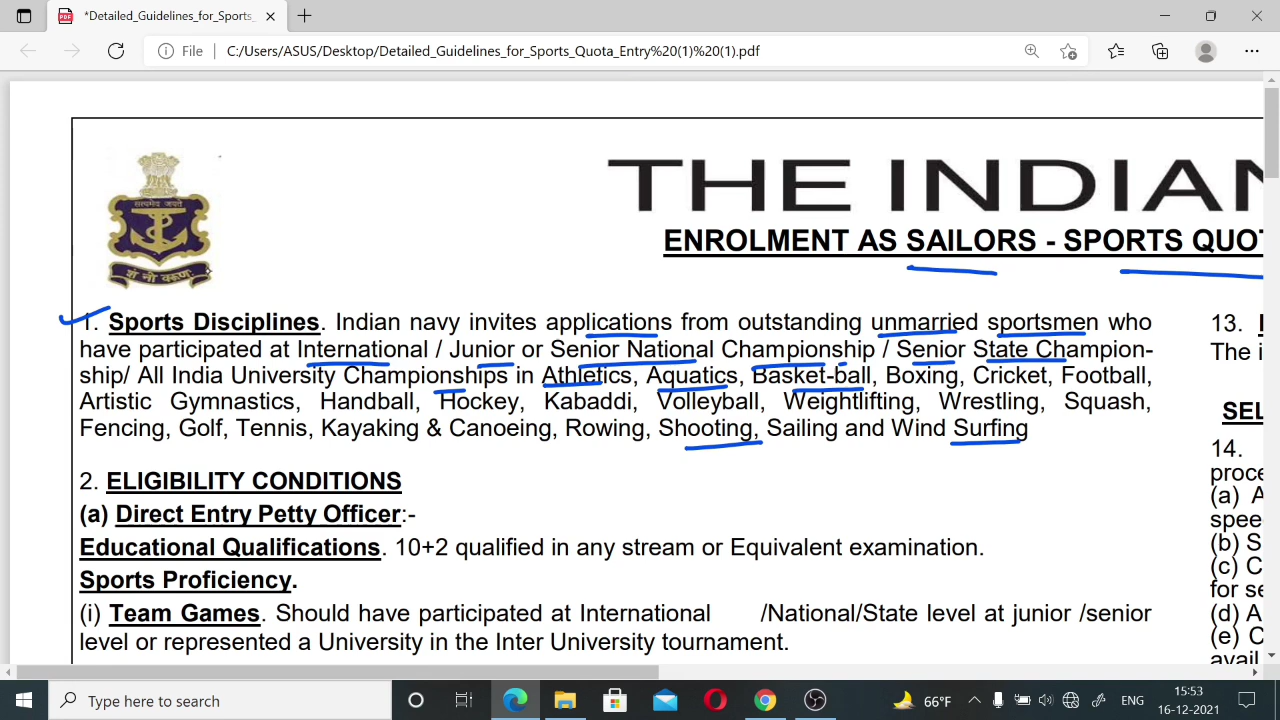 *Detailed_Guidelines_for_Sports_
File
C:/Users/ASUS/Desktop/Detailed_Guidelines_for_Sports_Quota_Entry%20(1)%20(1).pdf
सत्यमेव जयते
शं नो वरुणः
THE INDIAN
ENROLMENT AS SAILORS - SPORTS QUOT
1. Sports Disciplines. Indian navy invites applications from outstanding unmarried sportsmen who
have participated at International / Junior or Senior National Championship / Senior State Champion-
ship/ All India University Championships in Athletics, Aquatics, Basket-ball, Boxing, Cricket, Football,
Artistic Gymnastics, Handball, Hockey, Kabaddi, Volleyball, Weightlifting, Wrestling, Squash,
Fencing, Golf, Tennis, Kayaking & Canoeing, Rowing, Shooting, Sailing and Wind Surfing
2. ELIGIBILITY CONDITIONS
(a) Direct Entry Petty Officer:-
Educational Qualifications. 10+2 qualified in any stream or Equivalent examination.
Sports Proficiency.
(i) Team Games. Should have participated at International /National/State level at junior /senior
level or represented a University in the Inter University tournament.
13.
The i
SEL
14.
proce
(a) A
spee
(b) S
(c) C
for se
(d) A
(e) C
avail
Type here to search
66°F
ENG
15:53
16-12-2021